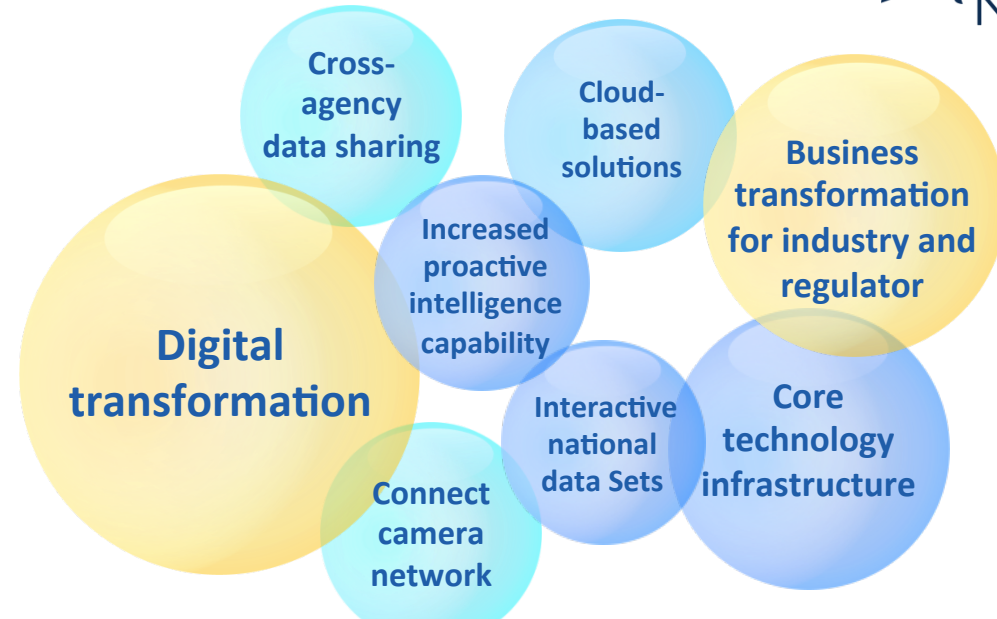 Cross-
agency
data sharing
Cloud-
based
solutions
Business
transformation
for industry and
regulator
Increased
proactive
intelligence
capability
Digital
transformation
Interactive
national
data Sets
Core
technology
infrastructure
Connect
camera
network